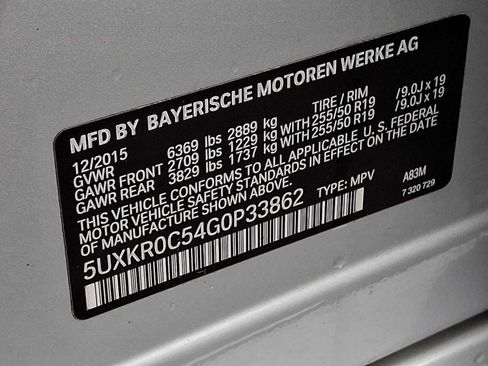 MFD BY BAYERISCHE MOTOREN WERKE AG
12/2015 TIRE / RIM
GVWR 6369 lbs 2889 kg
GAWR FRONT 2709 lbs 1229 kg WITH 255/50 R19 /9.0J x 19
GAWR REAR 3829 lbs 1737 kg WITH 255/50 R19 /9.0J x 19
THIS VEHICLE CONFORMS TO ALL APPLICABLE U. S. FEDERAL
MOTOR VEHICLE SAFETY STANDARDS IN EFFECT ON THE DATE
OF MANUFACTURE SHOWN ABOVE.
5UXKR0C54G0P33862 TYPE: MPV A83M
7 320 729